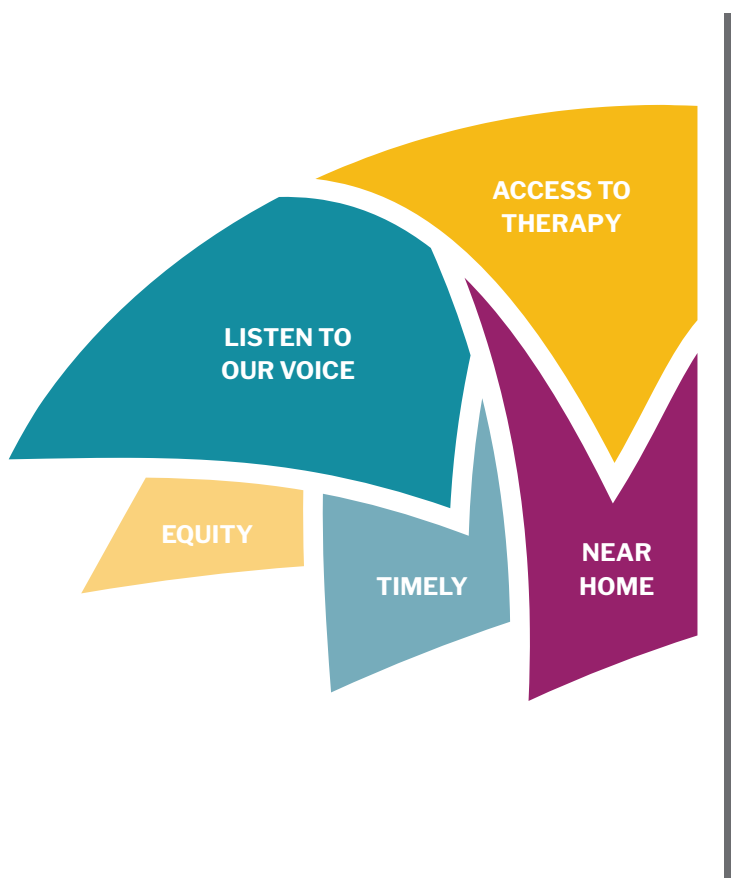 ACCESS TO
THERAPY
LISTEN TO
OUR VOICE
EQUITY
TIMELY
NEAR
HOME